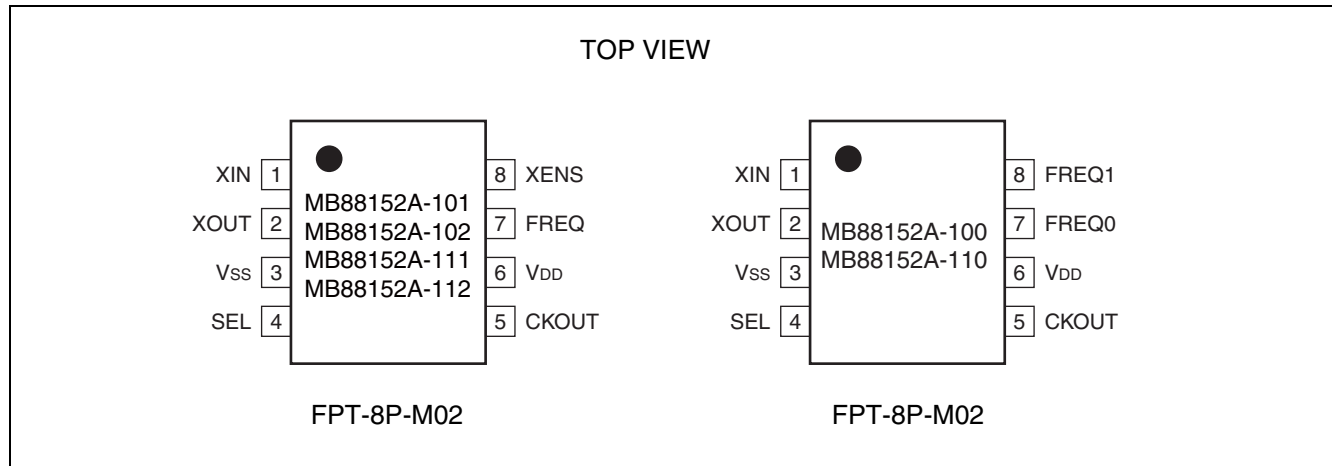 TOP VIEW
XIN 1
XOUT 2
VSS 3
SEL 4
MB88152A-101
MB88152A-102
MB88152A-111
MB88152A-112
8 XENS
7 FREQ
6 VDD
5 CKOUT
FPT-8P-M02
XIN 1
XOUT 2
VSS 3
SEL 4
MB88152A-100
MB88152A-110
8 FREQ1
7 FREQ0
6 VDD
5 CKOUT
FPT-8P-M02